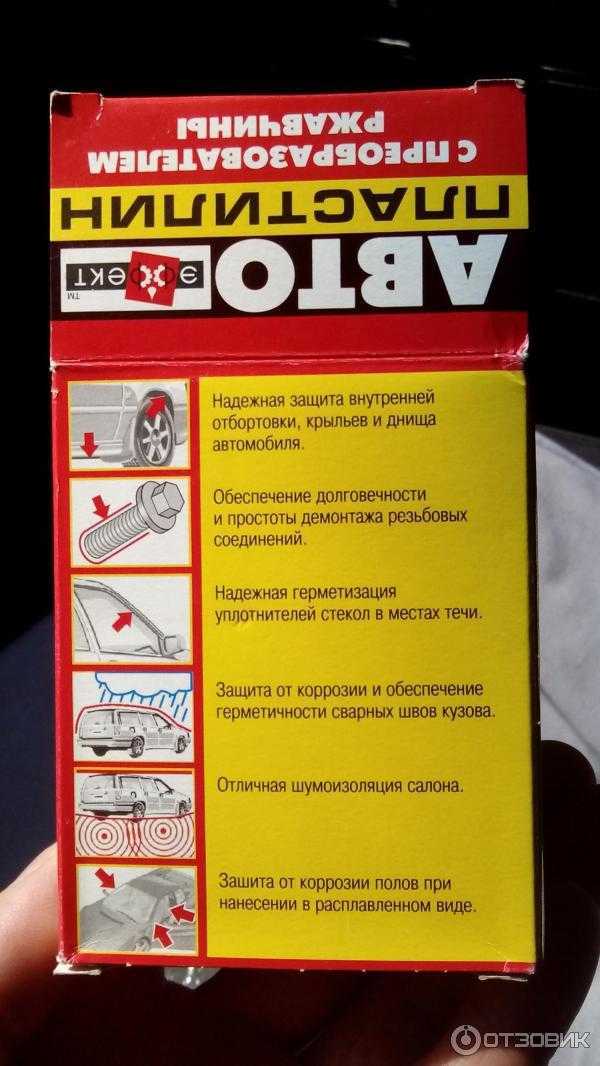 АВТО
ЭФФЕКТ™
ПЛАСТИЛИН
С ПРЕОБРАЗОВАТЕЛЕМ
РЖАВЧИНЫ
Надежная защита внутренней
отбортовки, крыльев и днища
автомобиля.
Обеспечение долговечности
и простоты демонтажа резьбовых
соединений.
Надежная герметизация
уплотнителей стекол в местах течи.
Защита от коррозии и обеспечение
герметичности сварных швов кузова.
Отличная шумоизоляция салона.
Зашита от коррозии полов при
нанесении в расплавленном виде.
ОТЗОВИК